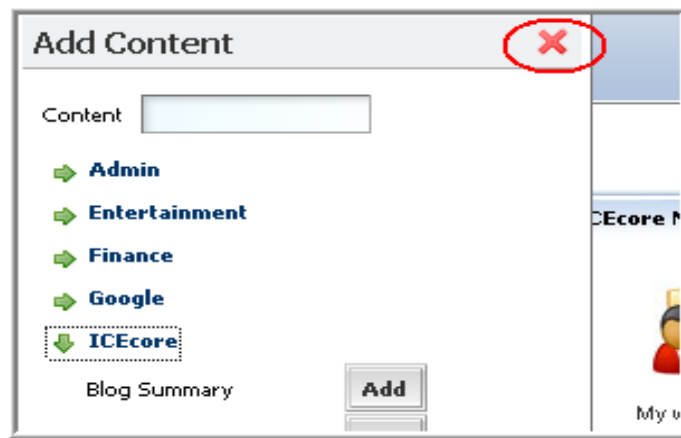 Add Content
Content
Admin
Entertainment
Finance
Google
ICEcore
Blog Summary
Add
CEcore
My